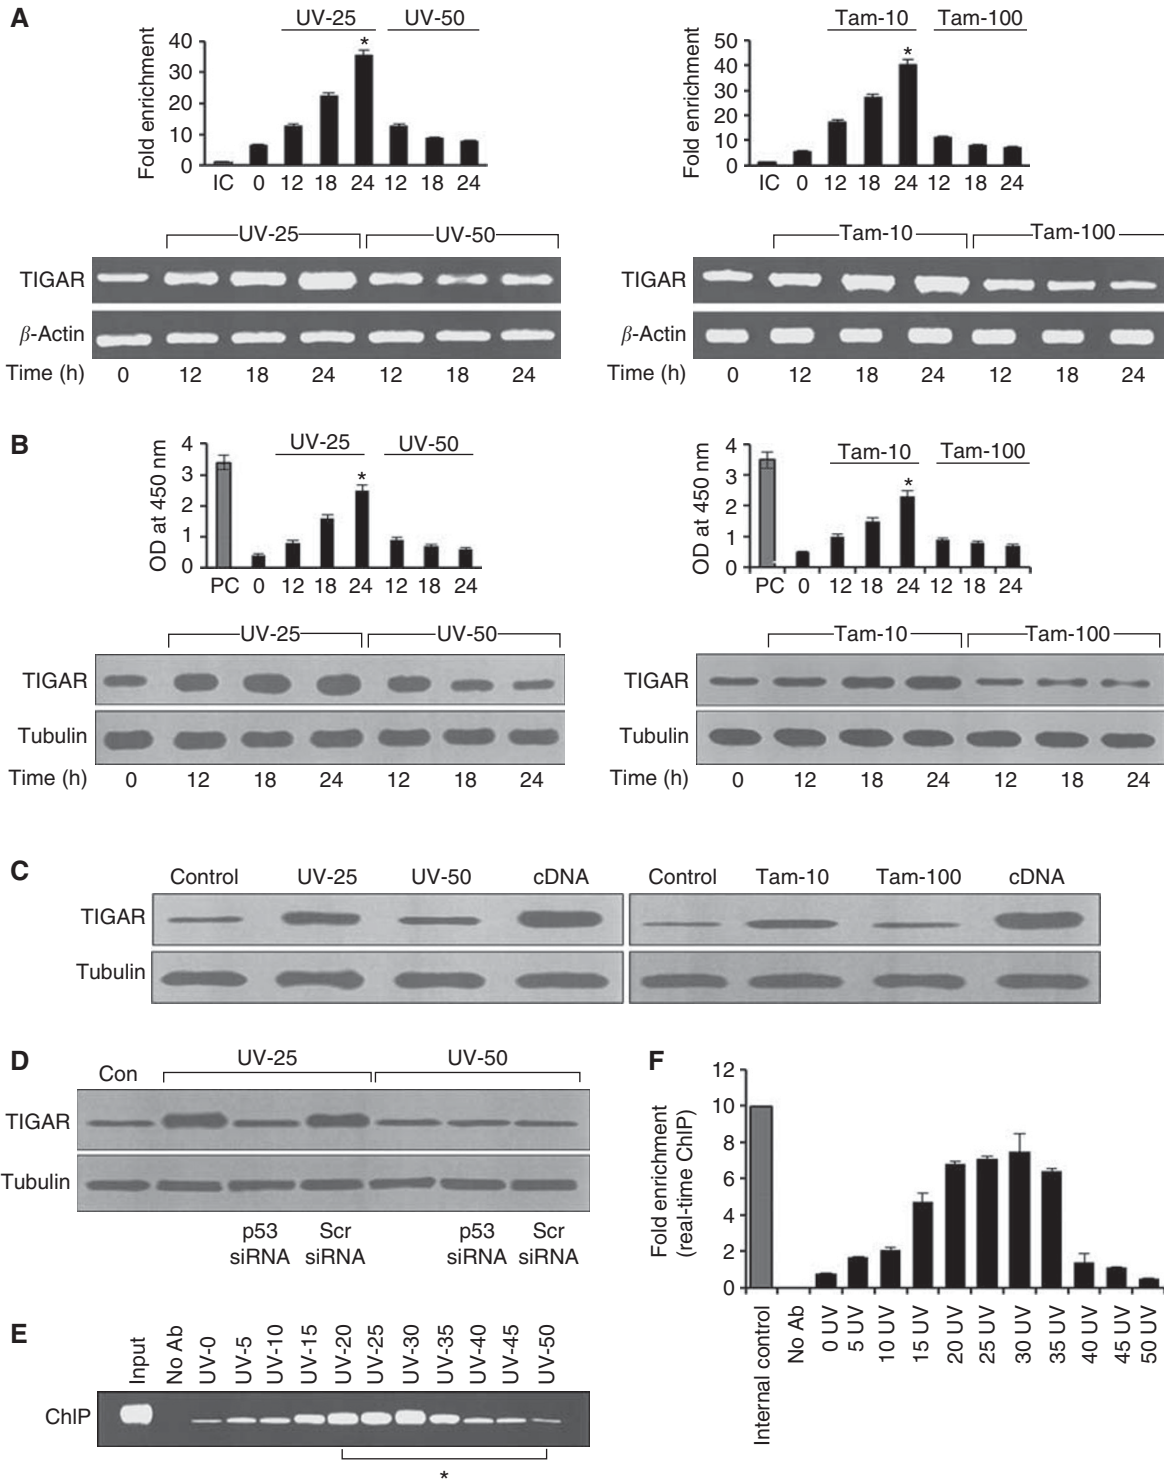 A
UV-25 UV-50
Fold enrichment
40
30
20
10
0
*
IC 0 12 18 24 12 18 24
Tam-10 Tam-100
Fold enrichment
50
40
30
20
10
0
*
IC 0 12 18 24 12 18 24
UV-25 UV-50
TIGAR
β-Actin
Time (h) 0 12 18 24 12 18 24
Tam-10 Tam-100
TIGAR
β-Actin
Time (h) 0 12 18 24 12 18 24
B
UV-25 UV-50
OD at 450 nm
4
3
2
1
0
*
PC 0 12 18 24 12 18 24
Tam-10 Tam-100
OD at 450 nm
4
3
2
1
0
*
PC 0 12 18 24 12 18 24
UV-25 UV-50
TIGAR
Tubulin
Time (h) 0 12 18 24 12 18 24
Tam-10 Tam-100
TIGAR
Tubulin
Time (h) 0 12 18 24 12 18 24
C
Control UV-25 UV-50 cDNA Control Tam-10 Tam-100 cDNA
TIGAR
Tubulin
D
Con UV-25 UV-50
TIGAR
Tubulin
p53 siRNA
Scr siRNA
p53 siRNA
Scr siRNA
E
Input No Ab UV-0 UV-5 UV-10 UV-15 UV-20 UV-25 UV-30 UV-35 UV-40 UV-45 UV-50
ChIP
*
F
Fold enrichment
(real-time ChIP)
12
10
8
6
4
2
0
Internal control No Ab 0 UV 5 UV 10 UV 15 UV 20 UV 25 UV 30 UV 35 UV 40 UV 45 UV 50 UV